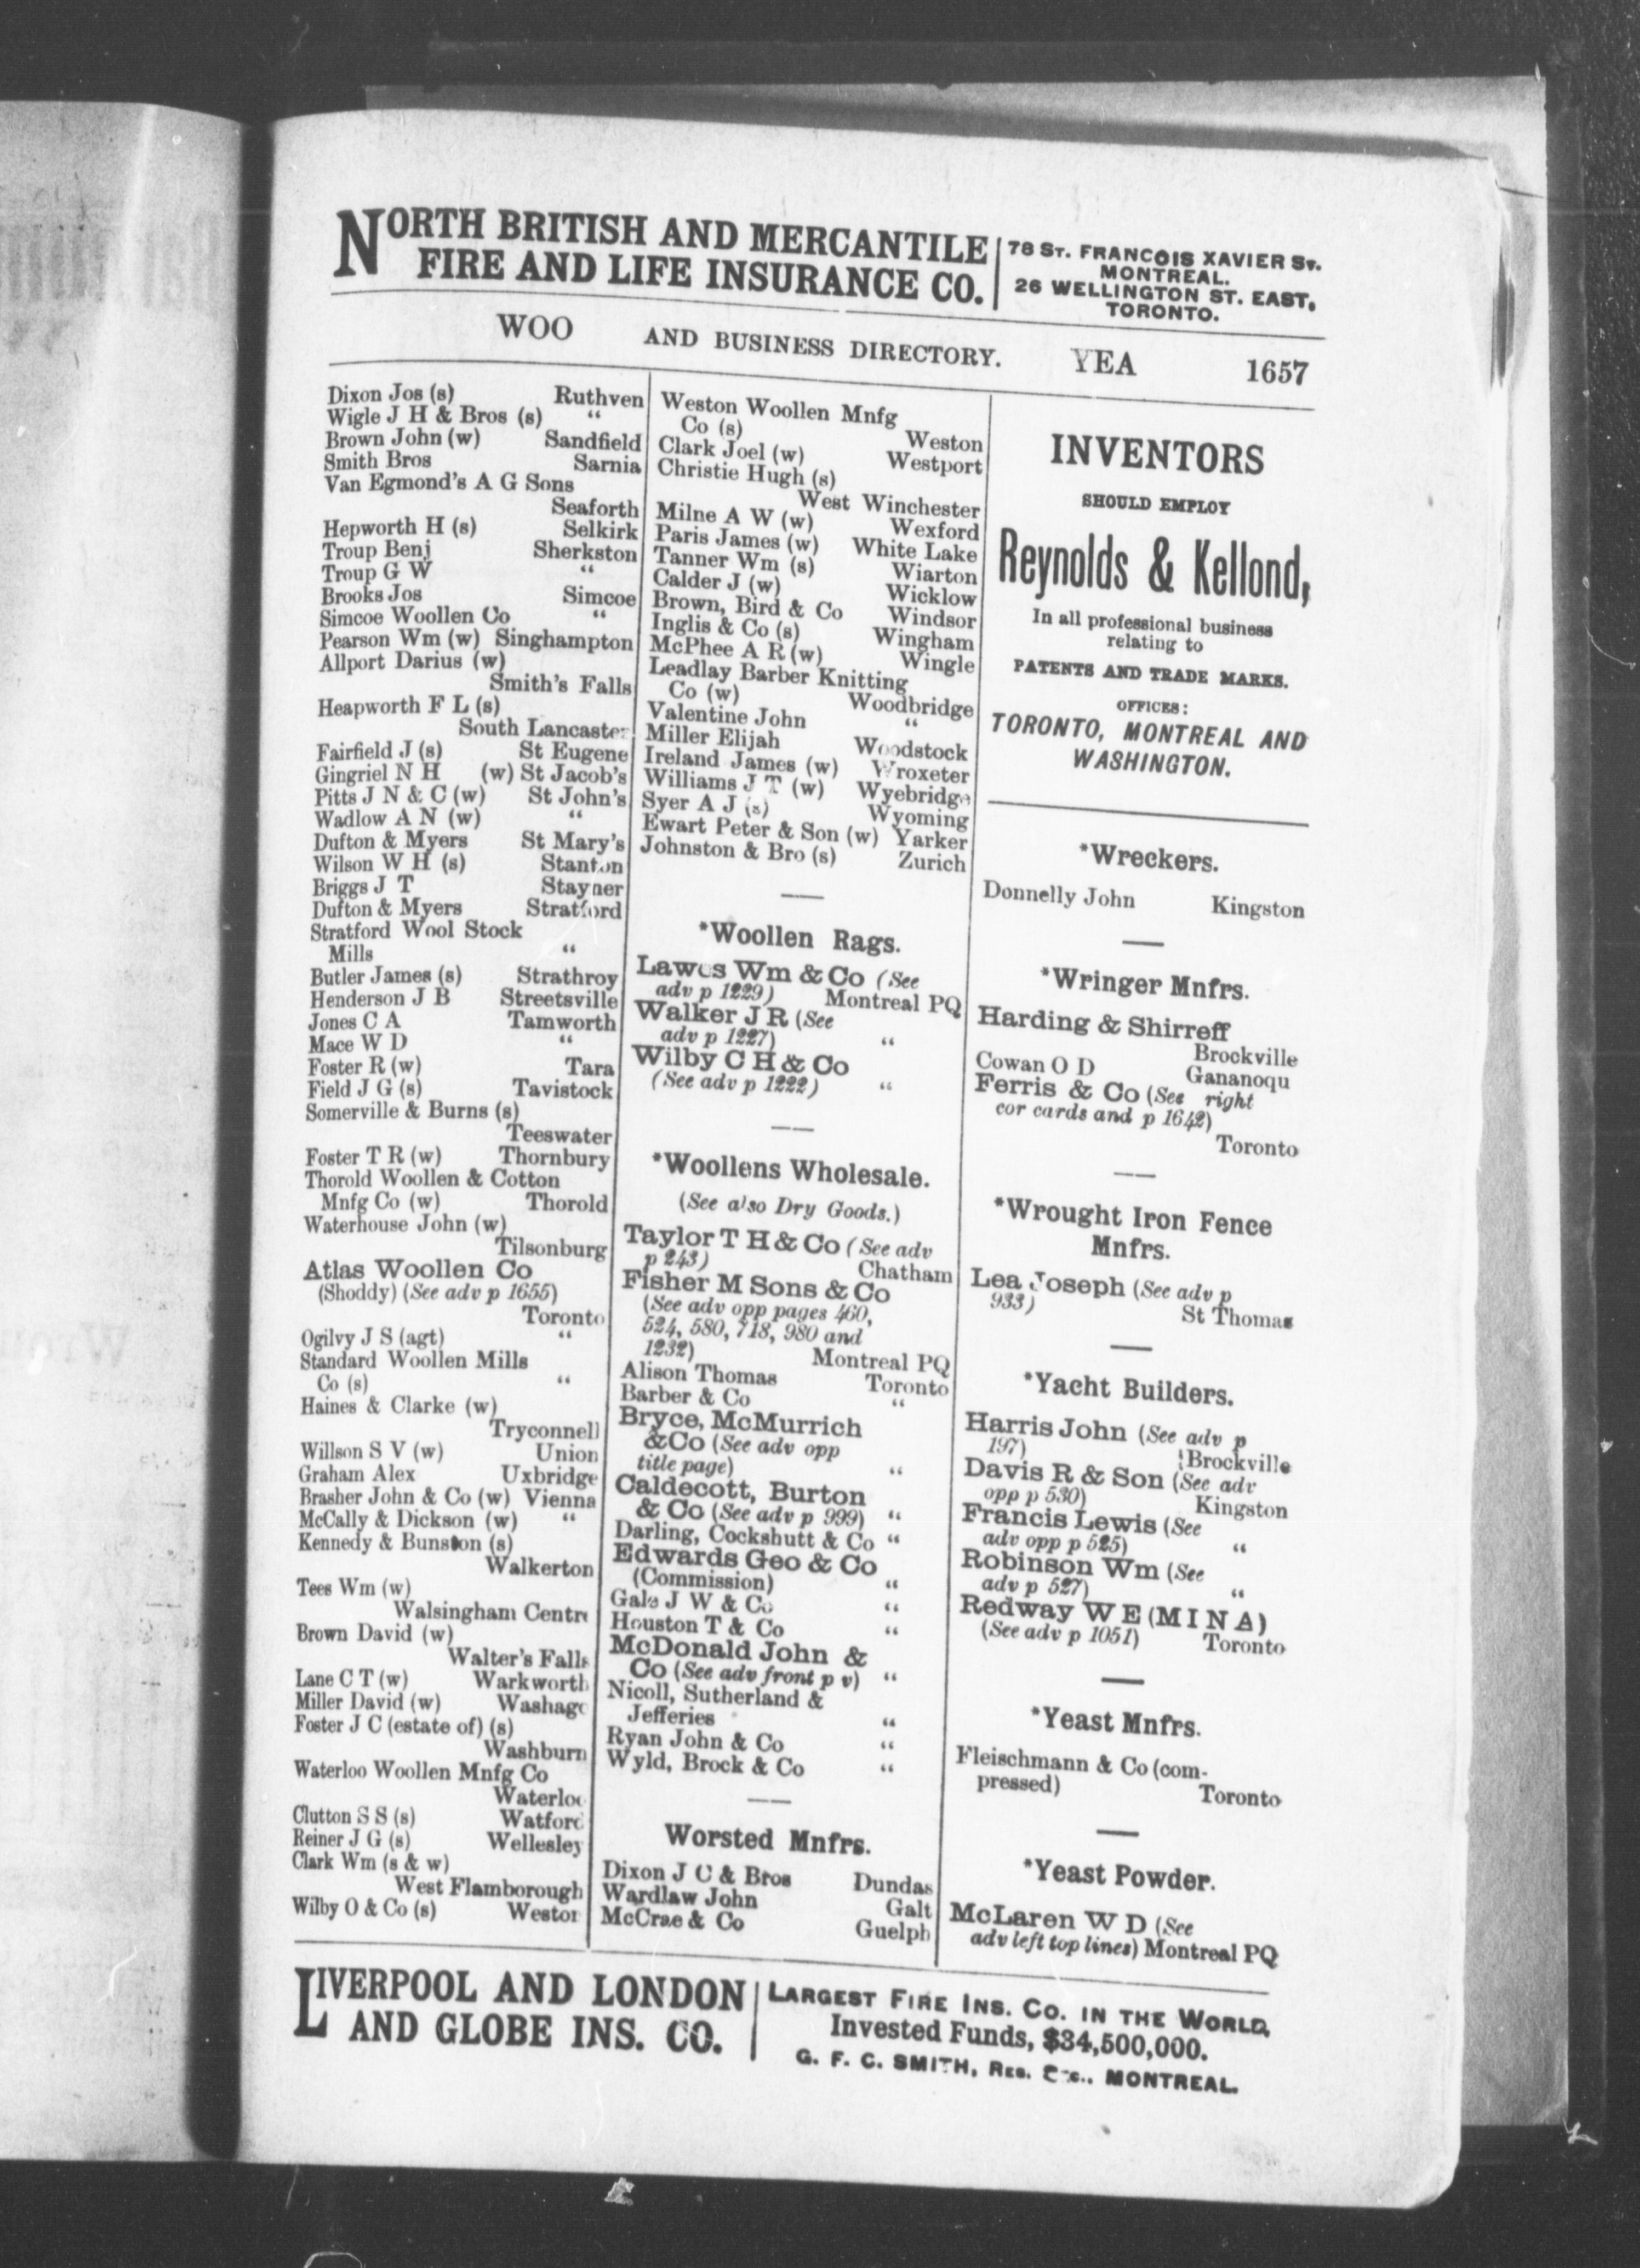 NORTH BRITISH AND MERCANTILE
FIRE AND LIFE INSURANCE CO.
78 ST. FRANCOIS XAVIER ST.
MONTREAL.
26 WELLINGTON ST. EAST,
TORONTO.
WOO AND BUSINESS DIRECTORY. YEA 1657
Dixon Jos (s) Ruthven
Wigle J H & Bros (s) "
Brown John (w) Sandfield
Smith Bros Sarnia
Van Egmond's A G Sons
Seaforth
Hepworth H (s) Selkirk
Troup Benj Sherkston
Troup G W "
Brooks Jos Simcoe
Simcoe Woollen Co "
Pearson Wm (w) Singhampton
Allport Darius (w)
Smith's Falls
Heapworth F L (s)
South Lancaster
Fairfield J (s) St Eugene
Gingriel N H (w) St Jacob's
Pitts J N & C (w) St John's
Wadlow A N (w) "
Dufton & Myers St Mary's
Wilson W H (s) Stanton
Briggs J T Stayner
Dufton & Myers Stratford
Stratford Wool Stock
Mills "
Butler James (s) Strathroy
Henderson J B Streetsville
Jones C A Tamworth
Mace W D "
Foster R (w) Tara
Field J G (s) Tavistock
Somerville & Burns (s)
Teeswater
Foster T R (w) Thornbury
Thorold Woollen & Cotton
Mnfg Co (w) Thorold
Waterhouse John (w)
Tilsonburg
Atlas Woollen Co
(Shoddy) (See adv p 1655)
Toronto
Ogilvy J S (agt) "
Standard Woollen Mills
Co (s) "
Haines & Clarke (w)
Tryconnell
Willson S V (w) Union
Graham Alex Uxbridge
Brasher John & Co (w) Vienna
McCally & Dickson (w) "
Kennedy & Bunston (s)
Walkerton
Tees Wm (w)
Walsingham Centre
Brown David (w)
Walter's Falls
Lane C T (w) Warkworth
Miller David (w) Washago
Foster J C (estate of) (s)
Washburn
Waterloo Woollen Mnfg Co
Waterloo
Clutton S S (s) Watford
Reiner J G (s) Wellesley
Clark Wm (s & w)
West Flamborough
Wilby O & Co (s) Weston
Weston Woollen Mnfg
Co (s) Weston
Clark Joel (w) Westport
Christie Hugh (s)
West Winchester
Milne A W (w) Wexford
Paris James (w) White Lake
Tanner Wm (s) Wiarton
Calder J (w) Wicklow
Brown, Bird & Co Windsor
Inglis & Co (s) Wingham
McPhee A R (w) Wingle
Leadlay Barber Knitting
Co (w) Woodbridge
Valentine John "
Miller Elijah Woodstock
Ireland James (w) Wroxeter
Williams J T (w) Wyebridge
Syer A J (s) Wyoming
Ewart Peter & Son (w) Yarker
Johnston & Bro (s) Zurich
*Woollen Rags.
Lawes Wm & Co (See
adv p 1229) Montreal PQ
Walker J R (See
adv p 1227) "
Wilby C H & Co
(See adv p 1222) "
*Woollens Wholesale.
(See also Dry Goods.)
Taylor T H & Co (See adv
p 243) Chatham
Fisher M Sons & Co
(See adv opp pages 460,
524, 580, 718, 980 and
1232) Montreal PQ
Alison Thomas Toronto
Barber & Co "
Bryce, McMurrich
& Co (See adv opp
title page) "
Caldecott, Burton
& Co (See adv p 999) "
Darling, Cockshutt & Co "
Edwards Geo & Co
(Commission) "
Gale J W & Co "
Houston T & Co "
McDonald John &
Co (See adv front p v) "
Nicoll, Sutherland &
Jefferies "
Ryan John & Co "
Wyld, Brock & Co "
Worsted Mnfrs.
Dixon J C & Bros Dundas
Wardlaw John Galt
McCrae & Co Guelph
INVENTORS
SHOULD EMPLOY
Reynolds & Kellond,
In all professional business
relating to
PATENTS AND TRADE MARKS.
OFFICES:
TORONTO, MONTREAL AND
WASHINGTON.
*Wreckers.
Donnelly John Kingston
*Wringer Mnfrs.
Harding & Shirreff
Brockville
Cowan O D Gananoqu
Ferris & Co (See right
cor cards and p 1642)
Toronto
*Wrought Iron Fence
Mnfrs.
Lea Joseph (See adv p
933) St Thomas
*Yacht Builders.
Harris John (See adv p
197) Brockville
Davis R & Son (See adv
opp p 530) Kingston
Francis Lewis (See
adv opp p 525) "
Robinson Wm (See
adv p 527) "
Redway W E (M I N A)
(See adv p 1051) Toronto
*Yeast Mnfrs.
Fleischmann & Co (com-
pressed) Toronto
*Yeast Powder.
McLaren W D (See
adv left top lines) Montreal PQ
LIVERPOOL AND LONDON
AND GLOBE INS. CO.
LARGEST FIRE INS. CO. IN THE WORLD,
Invested Funds, $34,500,000.
G. F. C. SMITH, RES. SEC., MONTREAL.